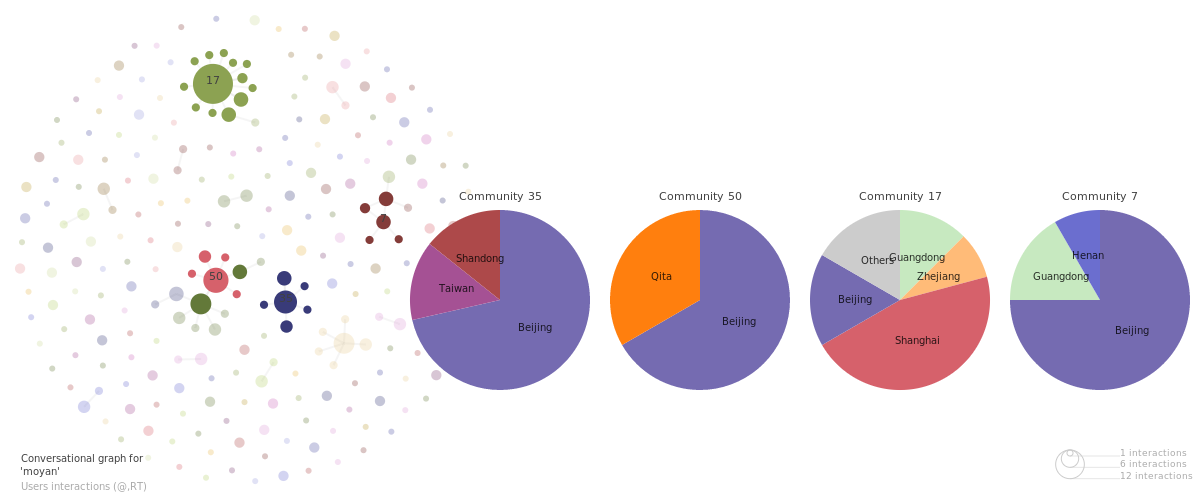 17
7
50
Community 35
Shandong
Taiwan
Beijing
Community 50
Qita
Beijing
Community 17
Others
Guangdong
Zhejiang
Beijing
Shanghai
Community 7
Henan
Guangdong
Beijing
Conversational graph for
'moyan'
Users interactions (@,RT)
1 interactions
6 interactions
12 interactions